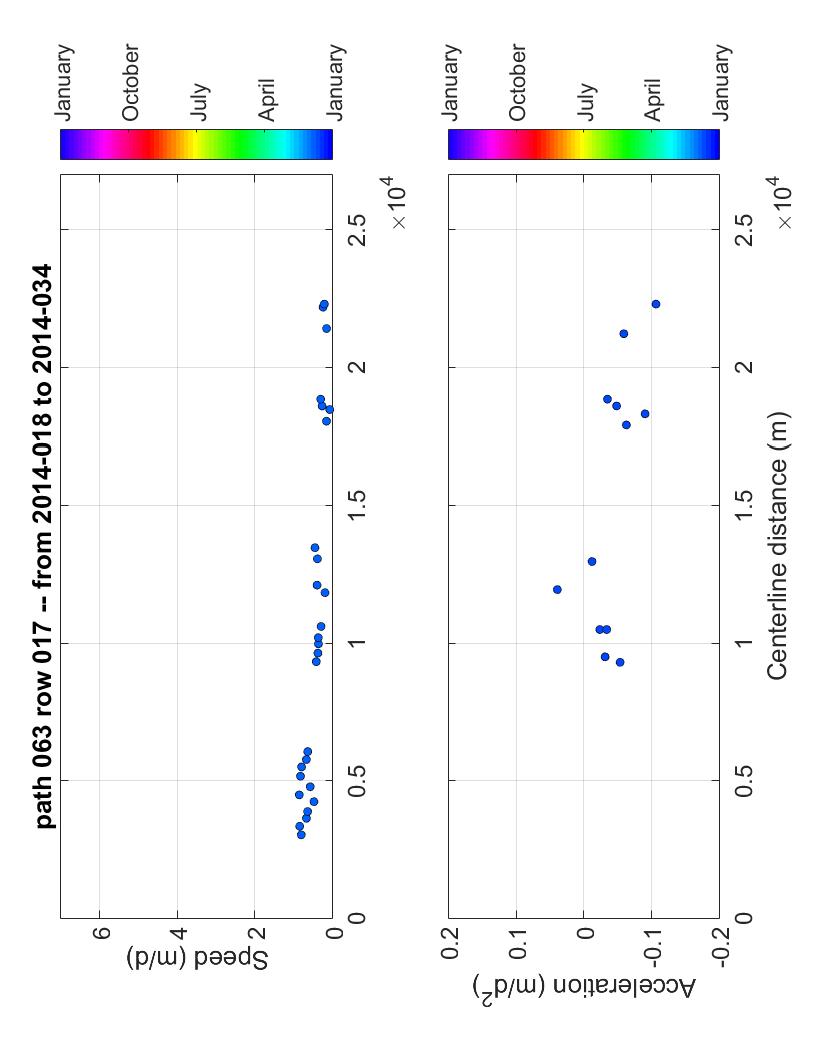 path 063 row 017 -- from 2014-018 to 2014-034
6
4
2
0
Speed (m/d)
0
0.5
1
1.5
2
2.5
×10^4
January
October
July
April
January
0.2
0.1
0
-0.1
-0.2
Acceleration (m/d^2)
0
0.5
1
1.5
2
2.5
×10^4
Centerline distance (m)
January
October
July
April
January